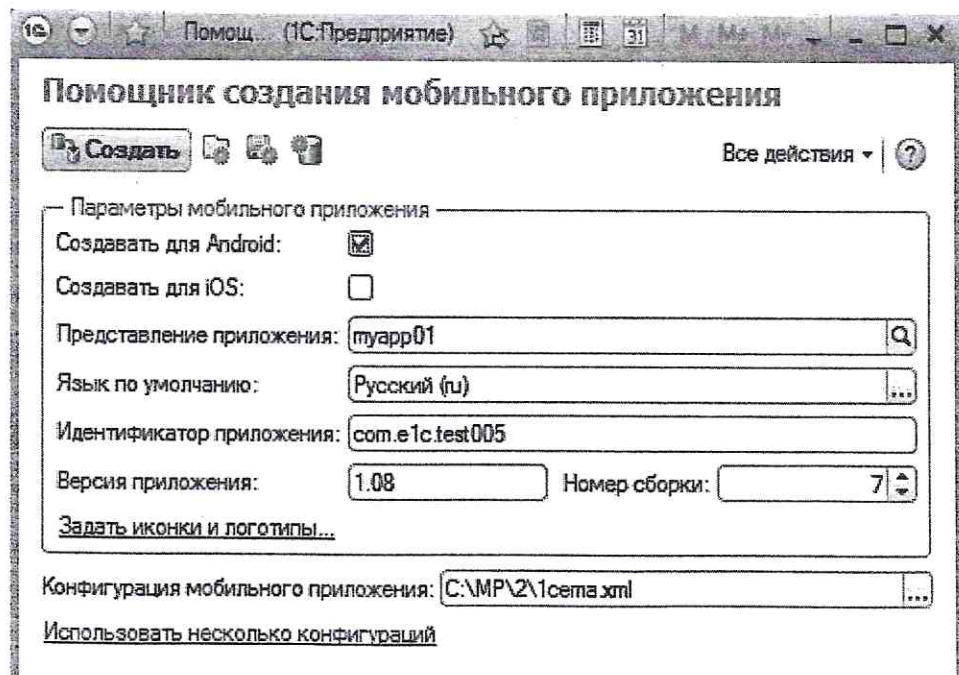 Помощ... (1С:Предприятие) 31 M M+ M-
Помощник создания мобильного приложения
Создать Все действия ?
Параметры мобильного приложения
Создавать для Android:
Создавать для iOS:
Представление приложения: myapp01
Язык по умолчанию: Русский (ru) ...
Идентификатор приложения: com.e1c.test005
Версия приложения: 1.08 Номер сборки: 7
Задать иконки и логотипы...
Конфигурация мобильного приложения: C:\MP\2\1cema.xml ...
Использовать несколько конфигураций